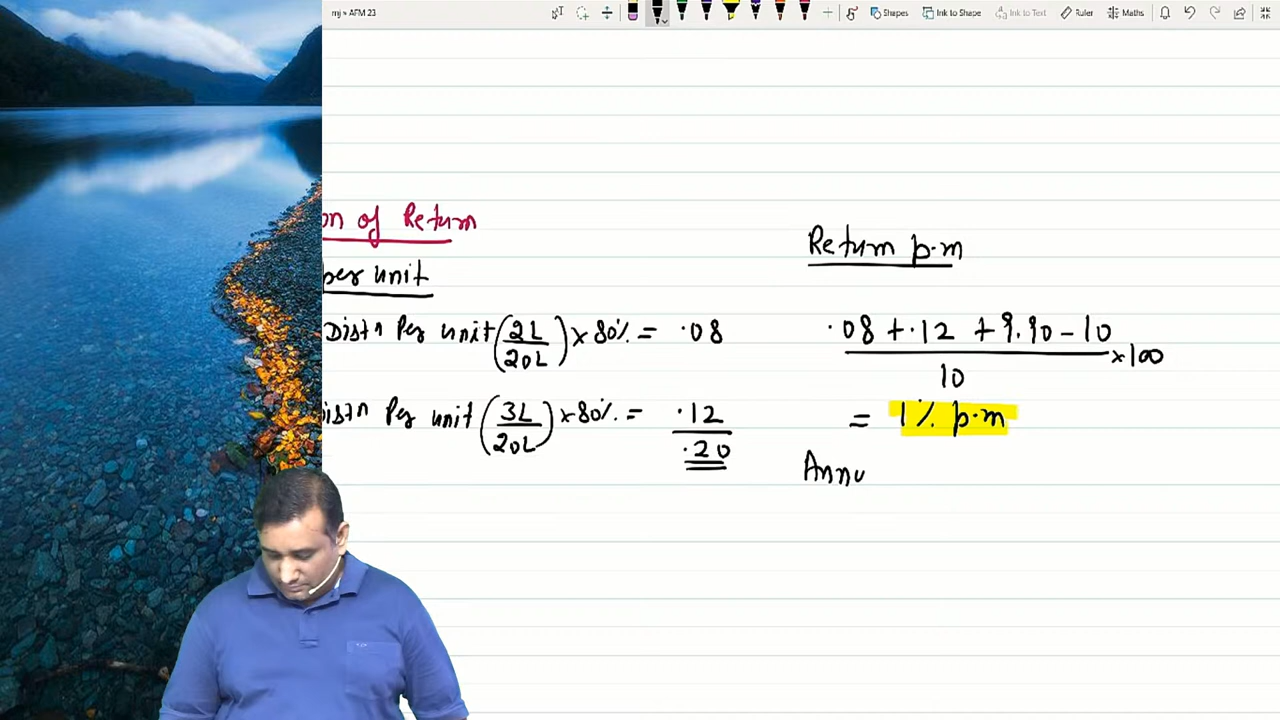 mj » AFM 23 Shapes Ink to Shape Ink to Text Ruler Maths
on of Return
per unit
Distn Per unit (2L/20L) × 80% = .08
istn Per unit (3L/20L) × 80% = .12
.20
Return p.m
.08 + .12 + 9.90 - 10
10
×100
= 1% p.m
Annu